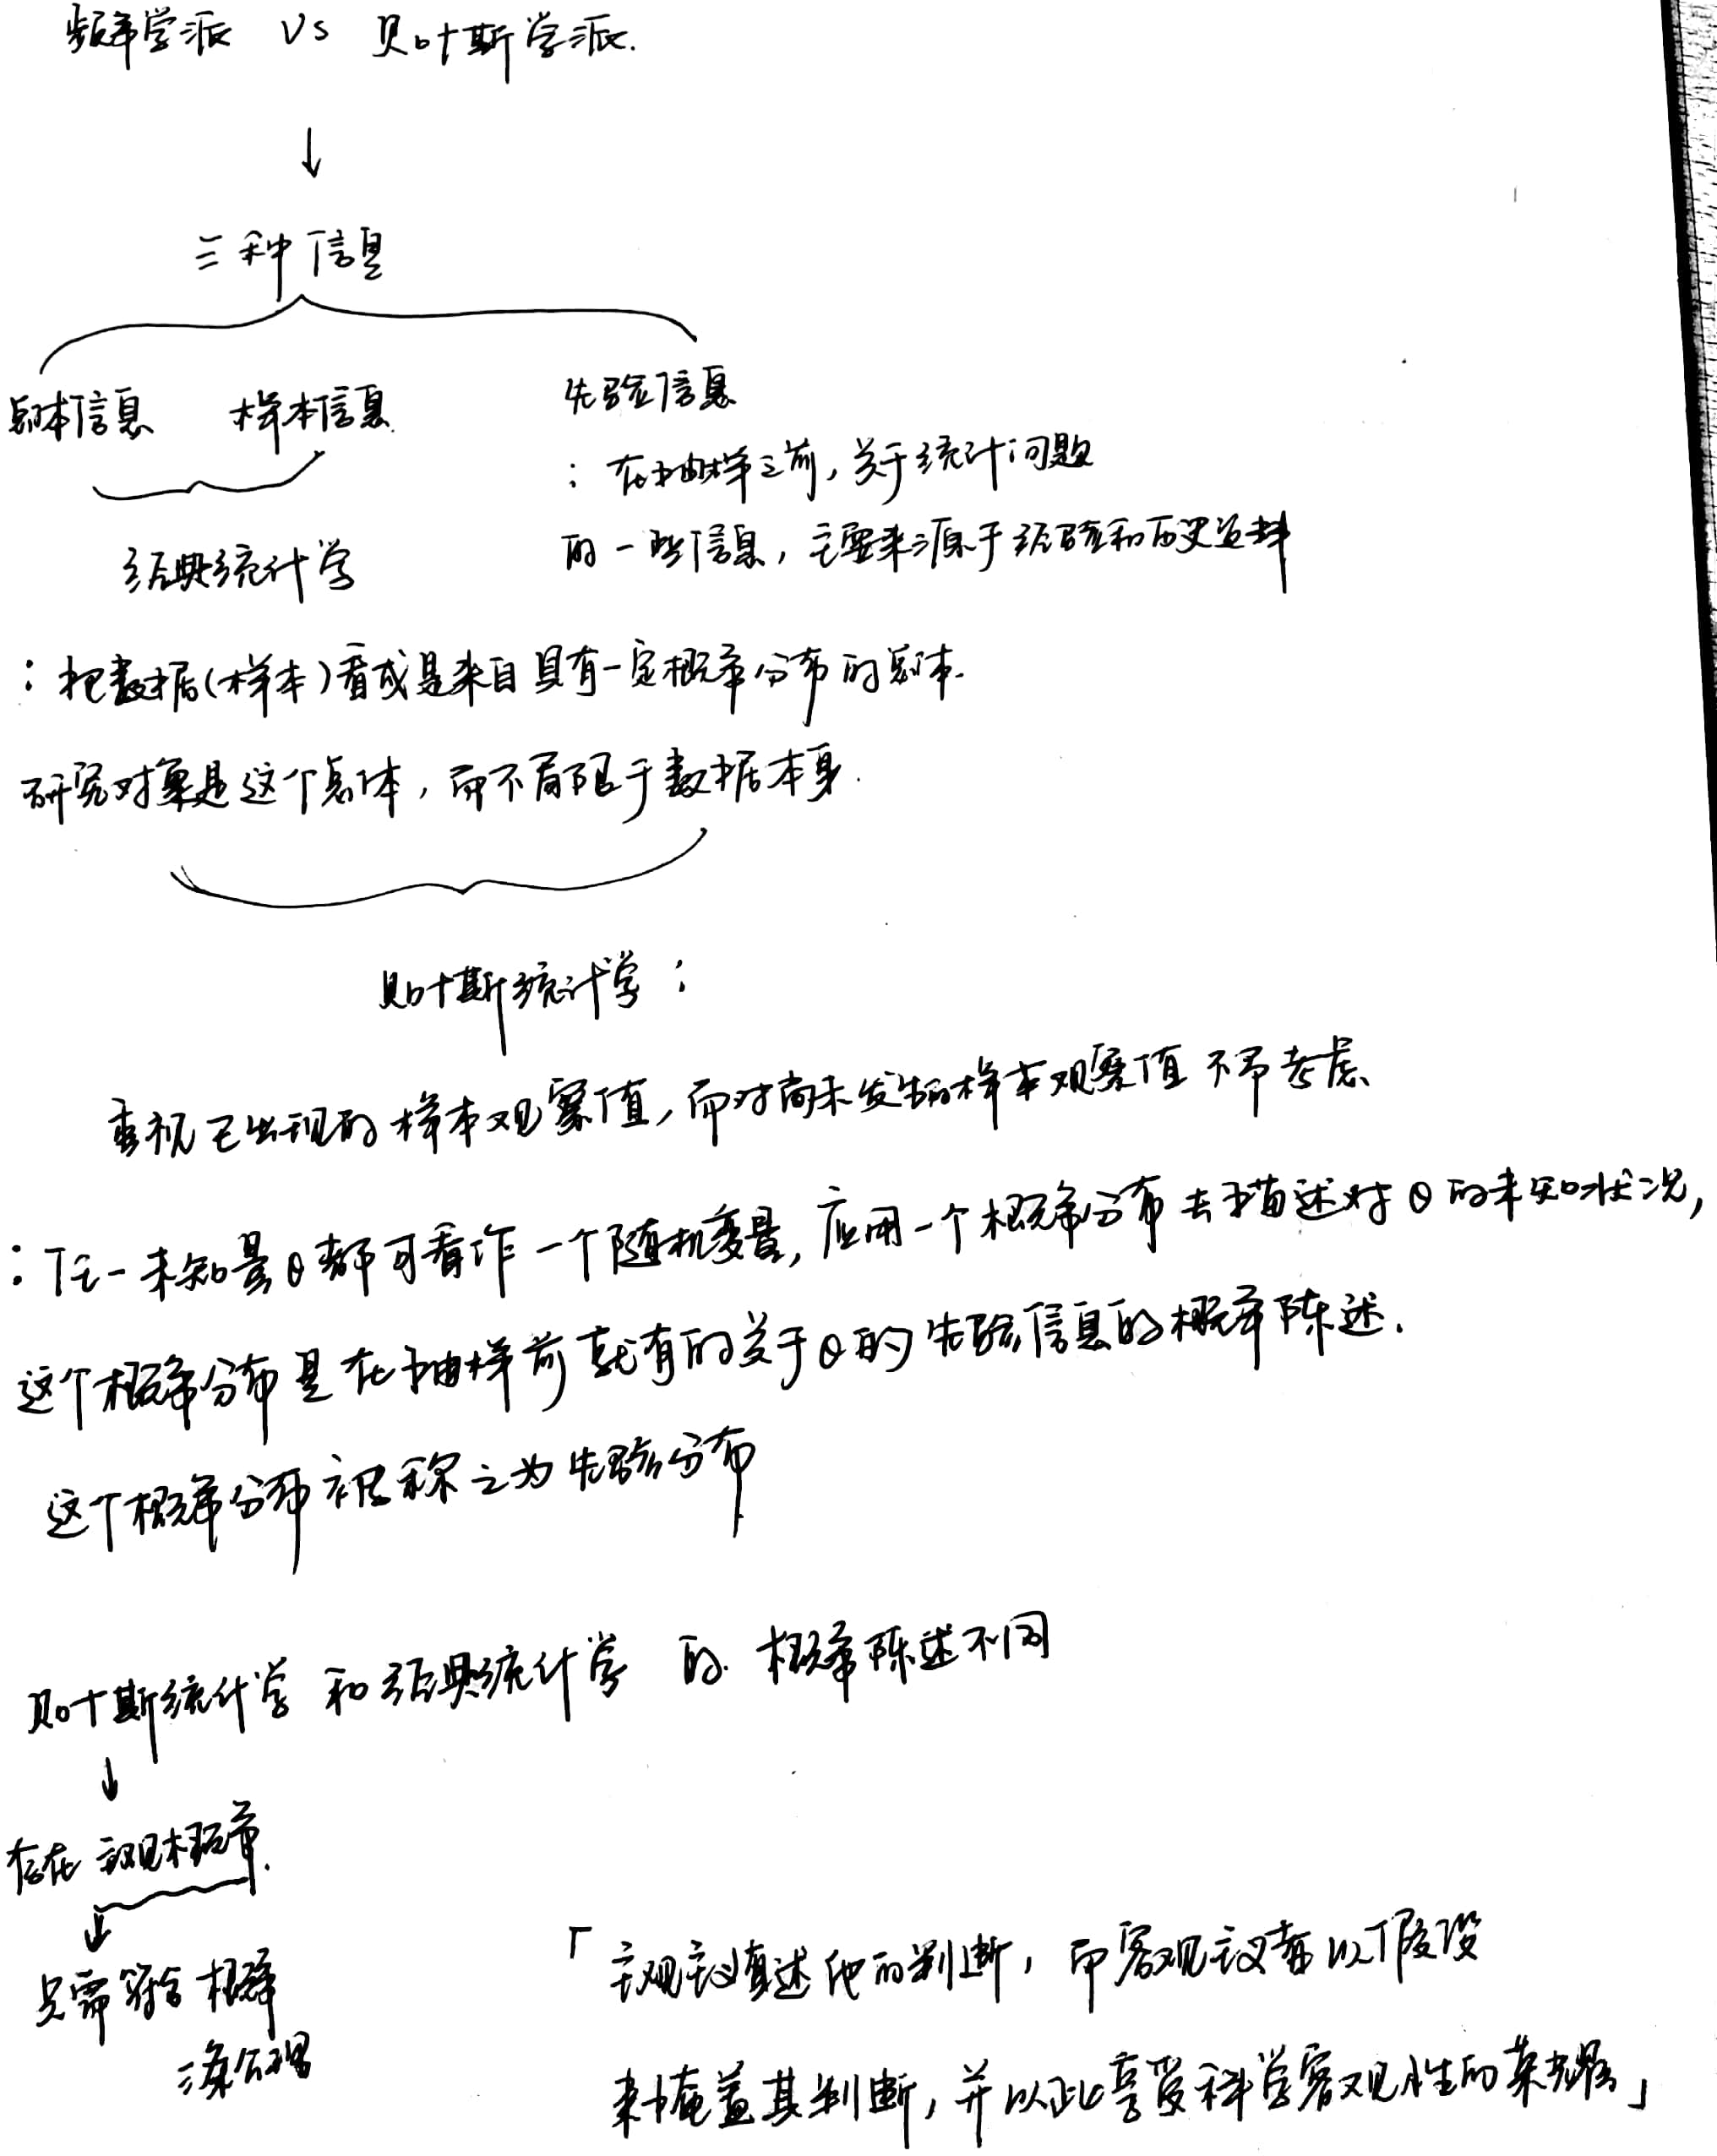 频率学派 VS 贝叶斯学派.
↓
三种信息
总体信息 样本信息. 先验信息
: 在抽样之前, 关于统计问题
的一些信息, 主要来源于经验和历史资料
经典统计学
: 把数据(样本)看成是来自具有一定概率分布的总体.
研究对象是这个总体, 而不局限于数据本身.
贝叶斯统计学:
重视已出现的样本观察值, 而对尚未发生的样本观察值不予考虑
: 任一未知量θ都可看作一个随机变量, 应用一个概率分布去描述对θ的未知状况,
这个概率分布是在抽样前就有的关于θ的先验信息的概率陈述.
这个概率分布被称之为先验分布
贝叶斯统计学和经典统计学的概率陈述不同
↓
存在主观概率.
↓
只需符合概率
三条公理
「主观主义者直述他的判断, 而客观主义者以假设
来掩盖其判断, 并以此享受科学客观性的荣耀」